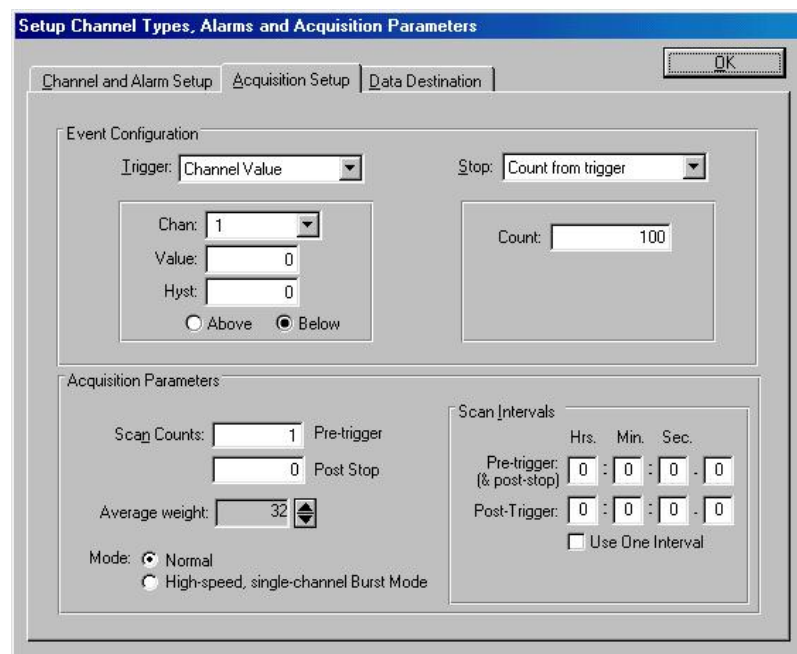 Setup Channel Types, Alarms and Acquisition Parameters
OK
Channel and Alarm Setup
Acquisition Setup
Data Destination
Event Configuration
Trigger: Channel Value
Stop: Count from trigger
Chan: 1
Value: 0
Hyst: 0
Above Below
Count: 100
Acquisition Parameters
Scan Counts: 1 Pre-trigger
0 Post Stop
Average weight: 32
Mode: Normal
High-speed, single-channel Burst Mode
Scan Intervals
Hrs. Min. Sec.
Pre-trigger: 0 : 0 : 0 . 0
(& post-stop)
Post-Trigger: 0 : 0 : 0 . 0
Use One Interval